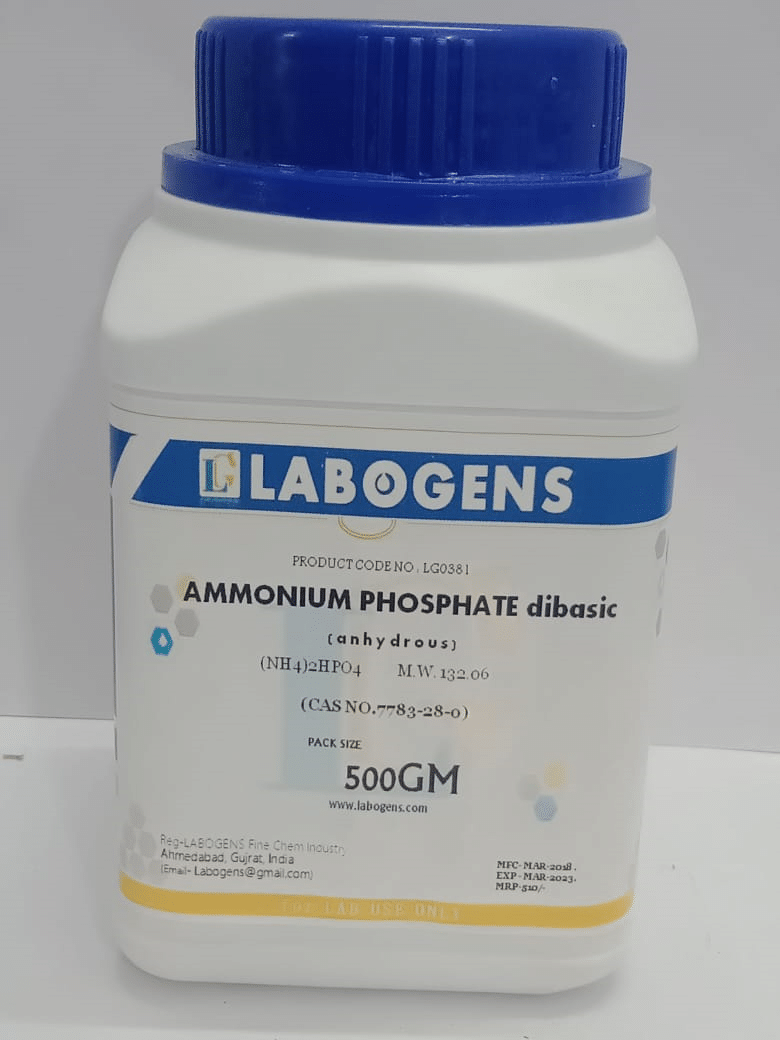 LG LABOGENS
PRODUCT CODE NO. LG0381
AMMONIUM PHOSPHATE dibasic
(anhydrous)
(NH4)2HPO4 M.W. 132.06
(CAS NO.7783-28-0)
PACK SIZE
500GM
www.labogens.com
Reg-LABOGENS Fine Chem Industry
Ahmedabad, Gujrat, India
(Email- Labogens@gmail.com)
MFC-MAR-2018.
EXP-MAR-2023.
MRP-510/-
For LAB USE ONLY